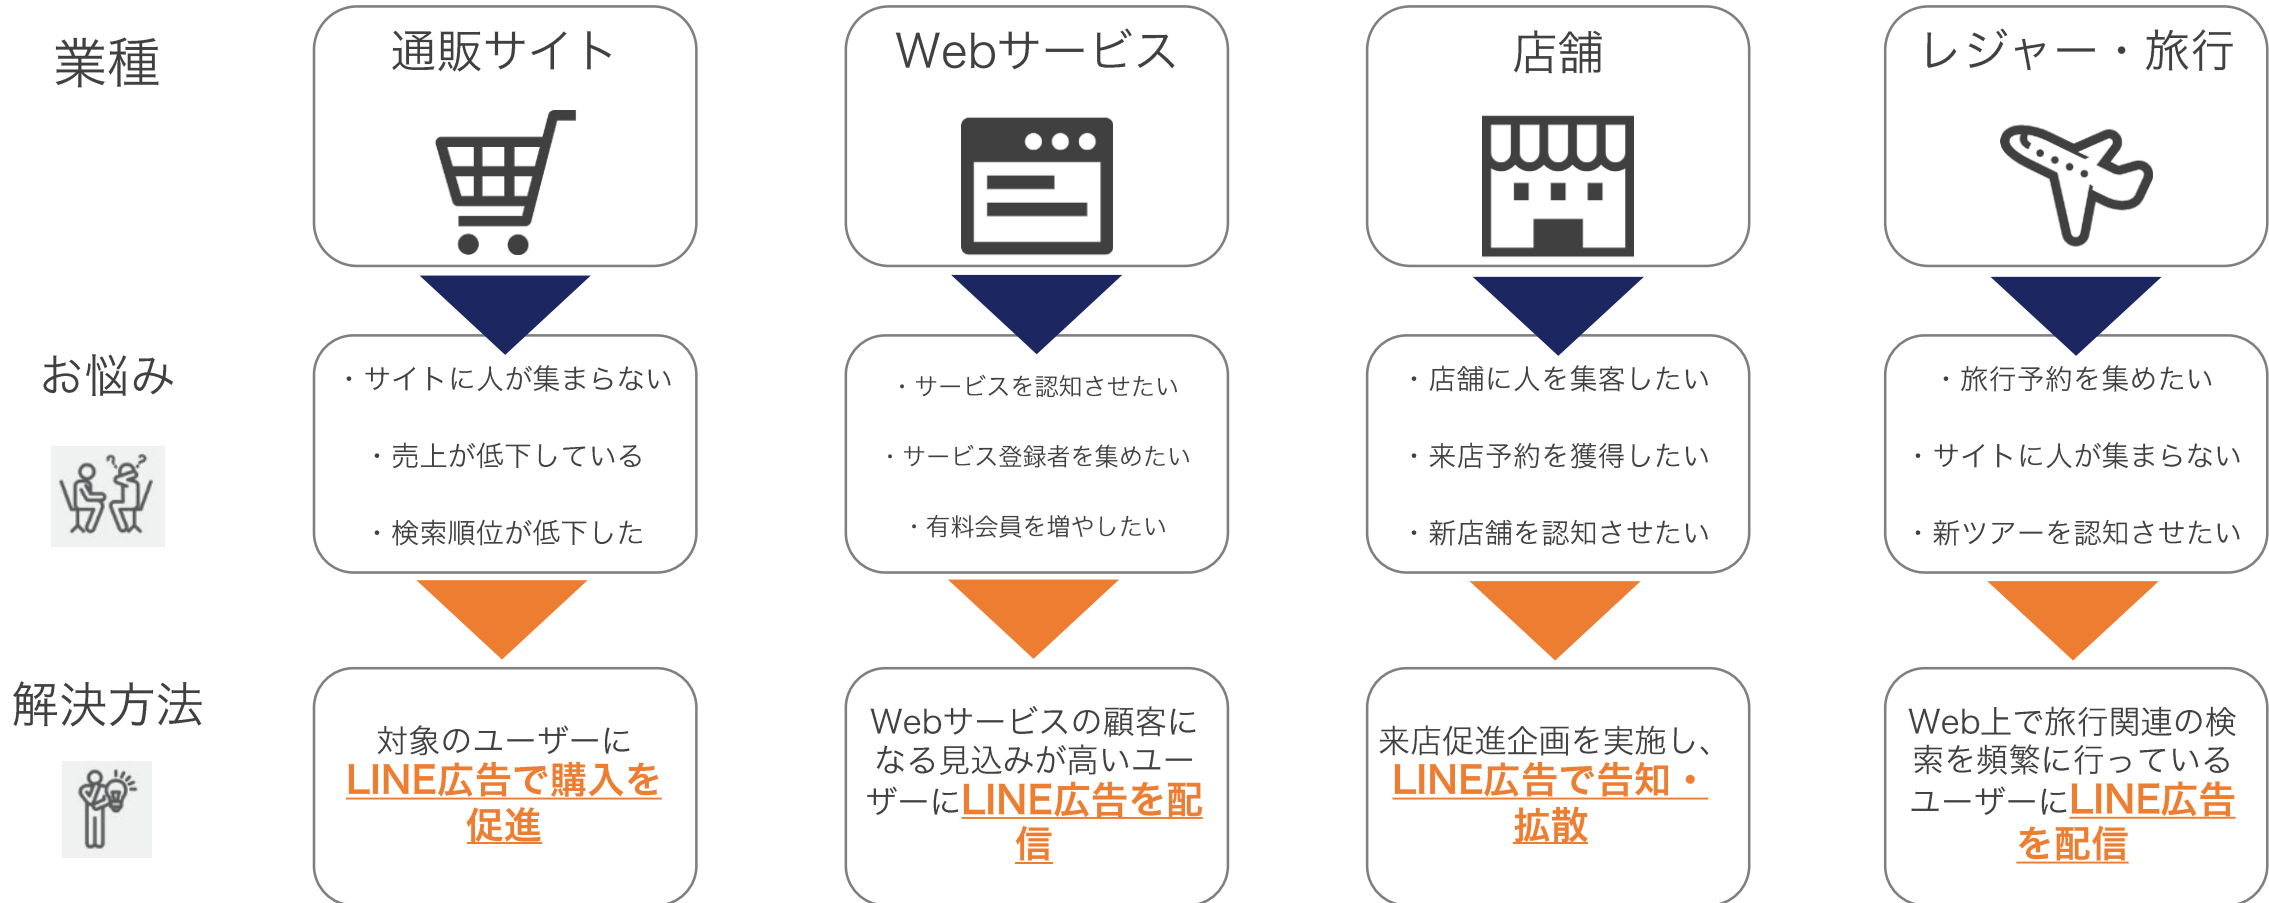 業種
通販サイト
Webサービス
店舗
レジャー・旅行
お悩み
・サイトに人が集まらない
・売上が低下している
・検索順位が低下した
・サービスを認知させたい
・サービス登録者を集めたい
・有料会員を増やしたい
・店舗に人を集客したい
・来店予約を獲得したい
・新店舗を認知させたい
・旅行予約を集めたい
・サイトに人が集まらない
・新ツアーを認知させたい
解決方法
対象のユーザーに
LINE広告で購入を
促進
Webサービスの顧客に
なる見込みが高いユー
ザーにLINE広告を配
信
来店促進企画を実施し、
LINE広告で告知・
拡散
Web上で旅行関連の検
索を頻繁に行っている
ユーザーにLINE広告
を配信